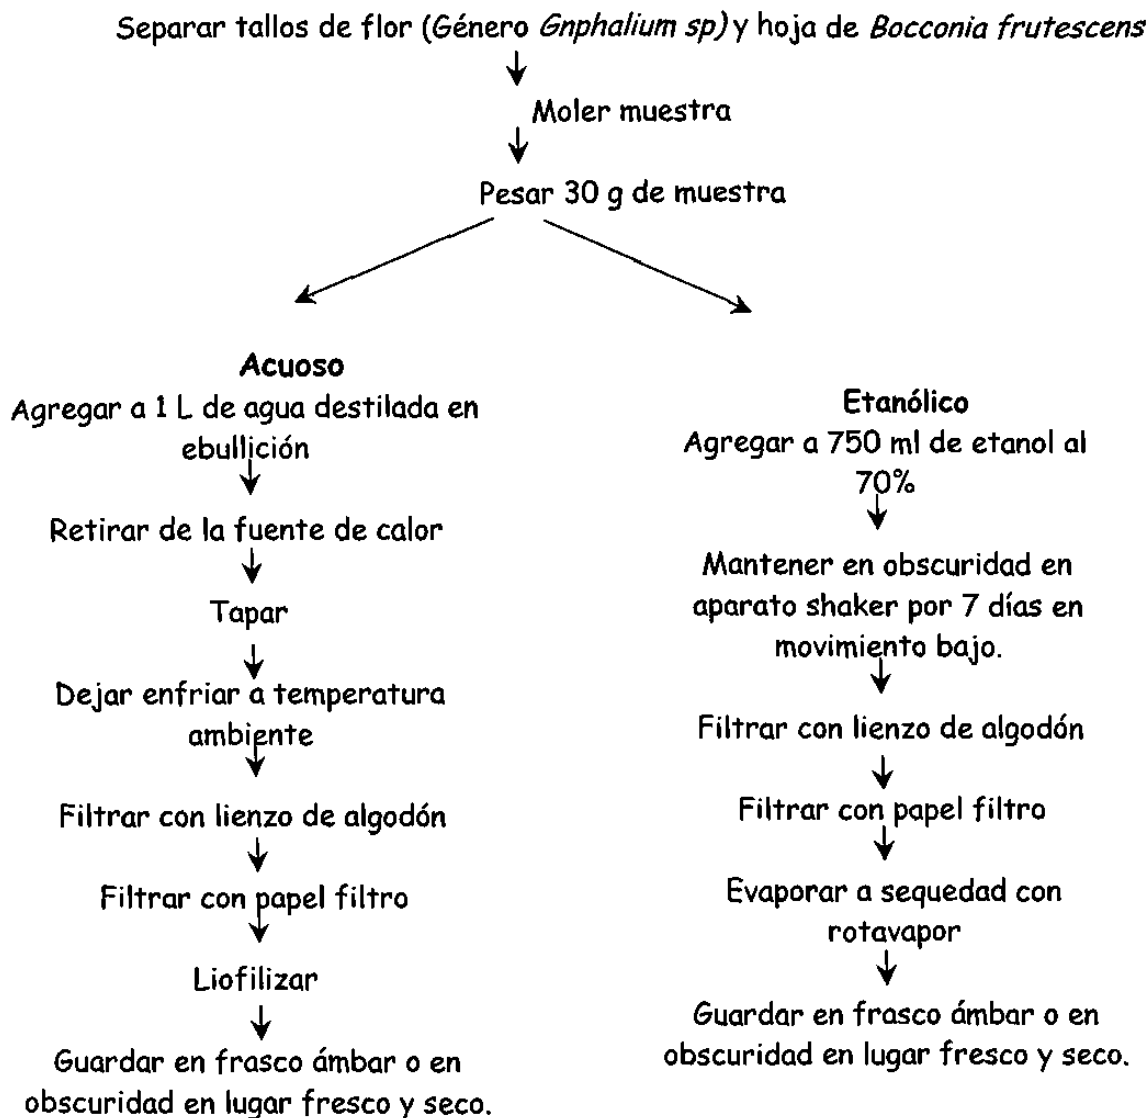 Separar tallos de flor (Género Gnphalium sp) y hoja de Bocconia frutescens
Moler muestra
Pesar 30 g de muestra
Acuoso
Agregar a 1 L de agua destilada en
ebullición
Retirar de la fuente de calor
Tapar
Dejar enfriar a temperatura
ambiente
Filtrar con lienzo de algodón
Filtrar con papel filtro
Liofilizar
Guardar en frasco ámbar o en
obscuridad en lugar fresco y seco.
Etanólico
Agregar a 750 ml de etanol al
70%
Mantener en obscuridad en
aparato shaker por 7 días en
movimiento bajo.
Filtrar con lienzo de algodón
Filtrar con papel filtro
Evaporar a sequedad con
rotavapor
Guardar en frasco ámbar o en
obscuridad en lugar fresco y seco.